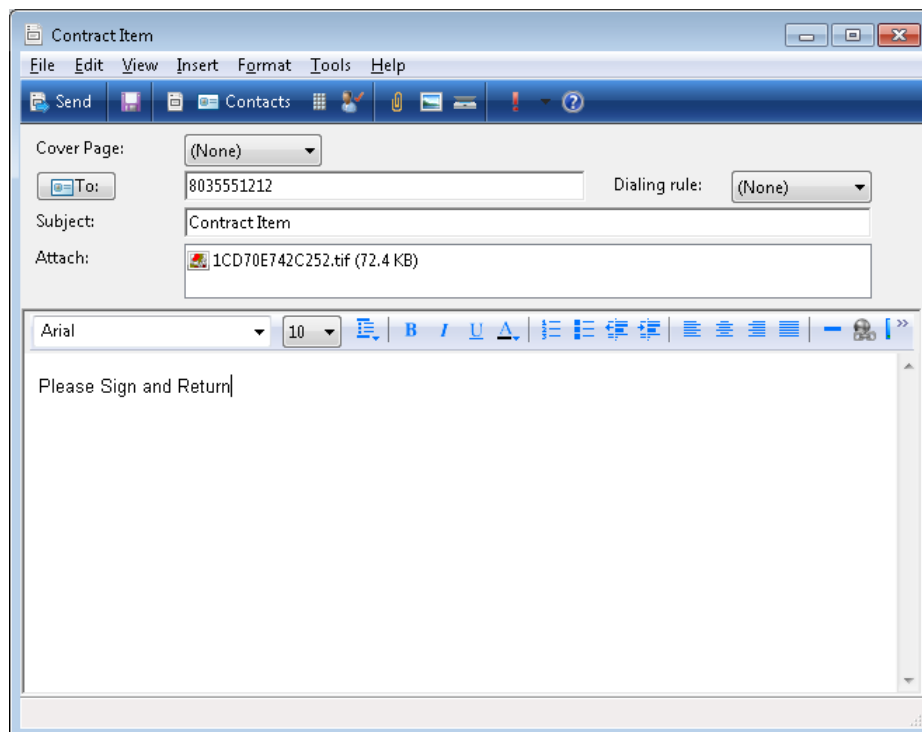 Contract Item
File Edit View Insert Format Tools Help
Send Contacts
Cover Page: (None)
To: 8035551212 Dialing rule: (None)
Subject: Contract Item
Attach: 1CD70E742C252.tif (72.4 KB)
Arial 10 B I U A
Please Sign and Return